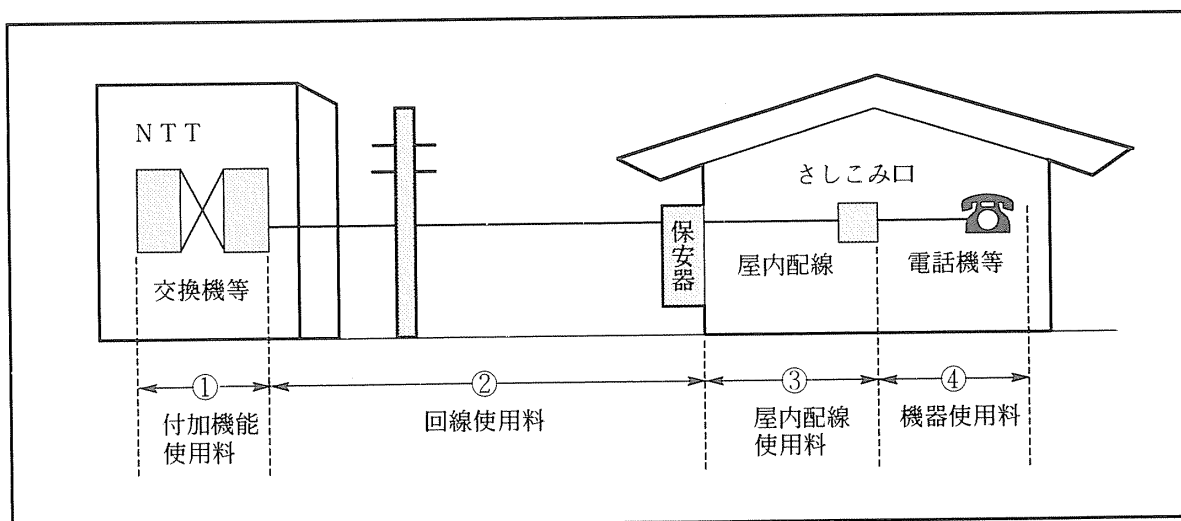 NTT
さしこみ口
保安器
屋内配線
電話機等
交換機等
①
②
③
④
付加機能
使用料
回線使用料
屋内配線
使用料
機器使用料